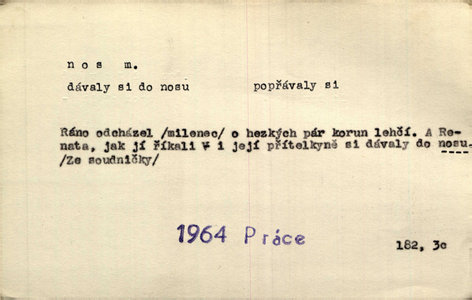 nos m.
dávaly si do nosu popřávaly si
Ráno odcházel /milenec/ o hezkých pár korun lehčí. A Re-
nata, jak jí říkali i její přítelkyně si dávaly do nosu.
/Ze soudničky/
1964 Práce
182, 3c